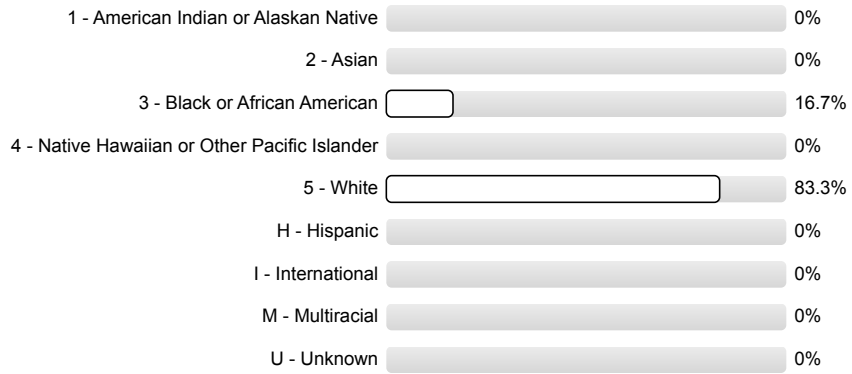 1 - American Indian or Alaskan Native 0%
2 - Asian 0%
3 - Black or African American 16.7%
4 - Native Hawaiian or Other Pacific Islander 0%
5 - White 83.3%
H - Hispanic 0%
I - International 0%
M - Multiracial 0%
U - Unknown 0%